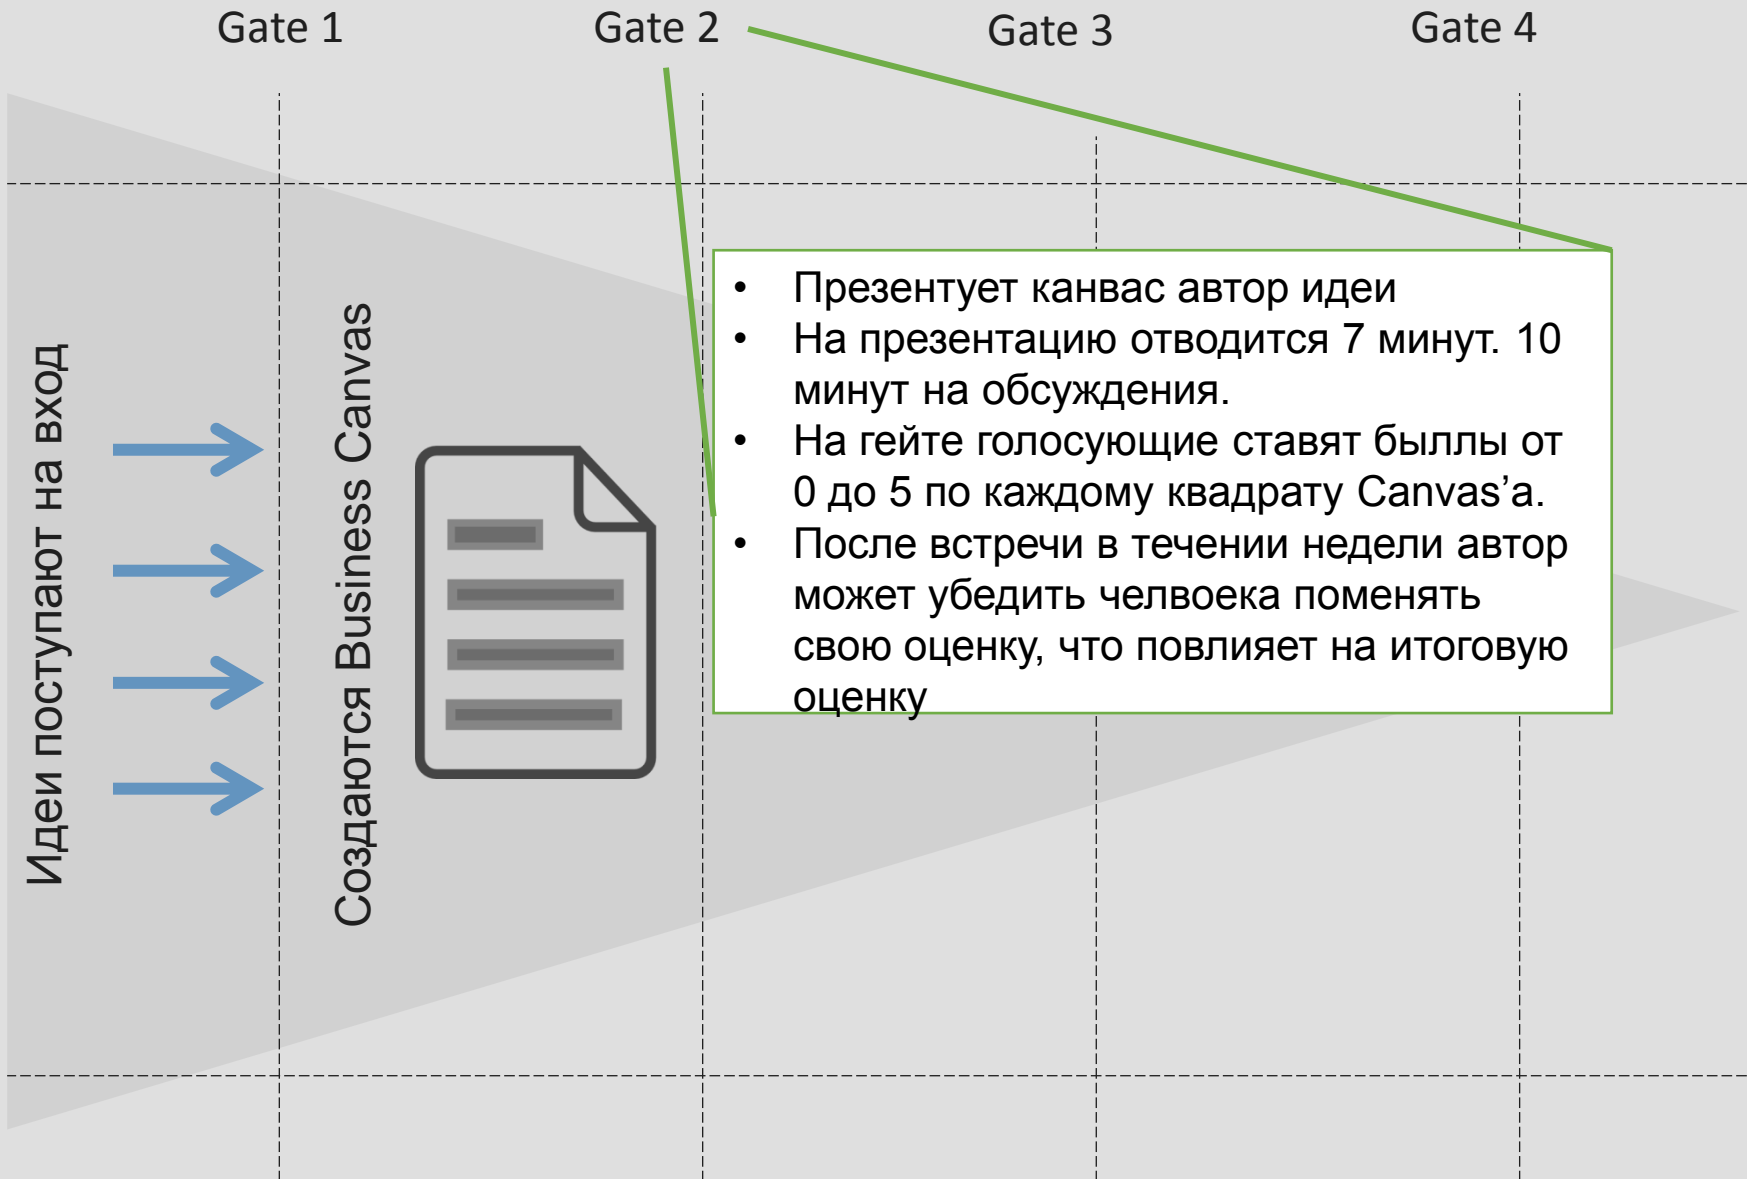 Gate 1
Gate 2
Gate 3
Gate 4
Идеи поступают на вход
Создаются Business Canvas
• Презентует канвас автор идеи
• На презентацию отводится 7 минут. 10
минут на обсуждения.
• На гейте голосующие ставят быллы от
0 до 5 по каждому квадрату Canvas’а.
• После встречи в течении недели автор
может убедить челвоека поменять
свою оценку, что повлияет на итоговую
оценку